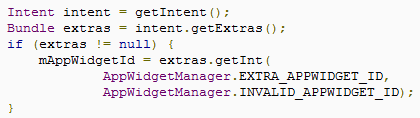 Intent intent = getIntent();
Bundle extras = intent.getExtras();
if (extras != null) {
    mAppWidgetId = extras.getInt(
            AppWidgetManager.EXTRA_APPWIDGET_ID,
            AppWidgetManager.INVALID_APPWIDGET_ID);
}